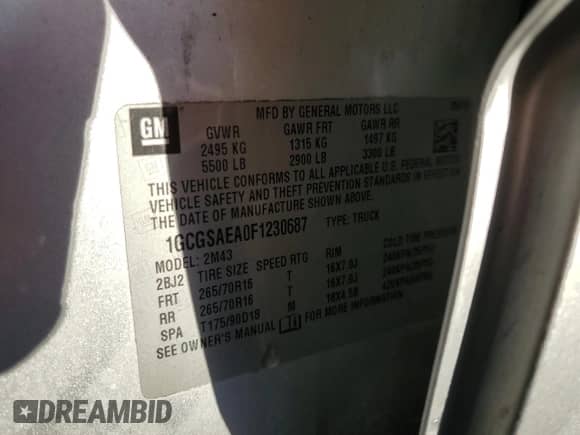 MFD BY GENERAL MOTORS LLC
GM
GVWR GAWR FRT GAWR RR
2495 KG 1315 KG 1497 KG
5500 LB 2900 LB 3300 LB
THIS VEHICLE CONFORMS TO ALL APPLICABLE U.S. FEDERAL MOTOR
VEHICLE SAFETY AND THEFT PREVENTION STANDARDS IN EFFECT ON
THE DATE OF MANUFACTURE SHOWN ABOVE.
1GCGSAEA0F1230687 TYPE: TRUCK
MODEL: 2M43
2BJ2 TIRE SIZE SPEED RTG RIM COLD TIRE PRESSURE
FRT 265/70R16 T 16X7.0J
RR 265/70R16 T 16X7.0J
SPA T175/90D18 M 18X4.5B
SEE OWNER'S MANUAL FOR MORE INFORMATION
DREAMBID